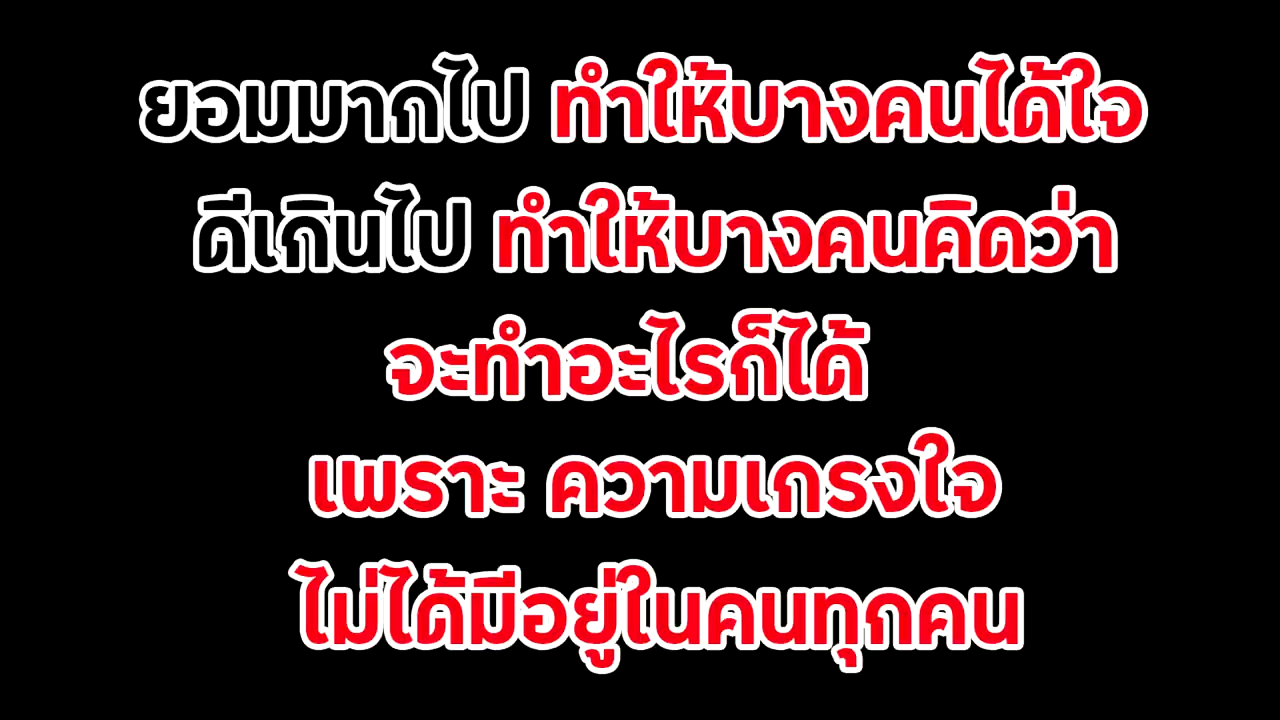 ยอมมากไป ทำให้บางคนได้ใจ
ดีเกินไป ทำให้บางคนคิดว่า
จะทำอะไรก็ได้
เพราะ ความเกรงใจ
ไม่ได้มีอยู่ในคนทุกคน